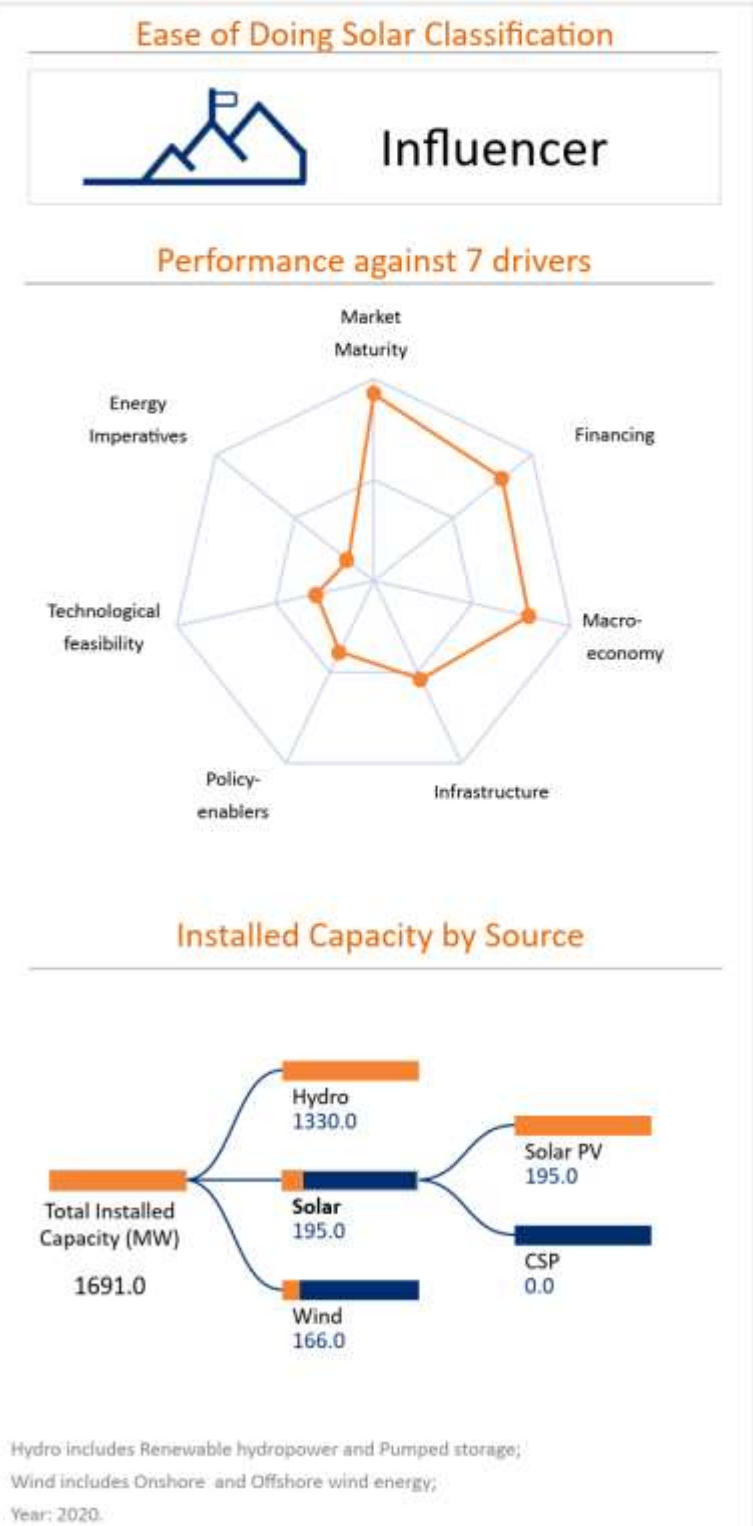 Ease of Doing Solar Classification
Influencer
Performance against 7 drivers
Market
Maturity
Energy
Imperatives
Financing
Technological
feasibility
Macro-
economy
Policy-
enablers
Infrastructure
Installed Capacity by Source
Hydro
1330.0
Solar PV
195.0
Total Installed
Capacity (MW)
1691.0
Solar
195.0
CSP
0.0
Wind
166.0
Hydro includes Renewable hydropower and Pumped storage;
Wind includes Onshore and Offshore wind energy;
Year: 2020.